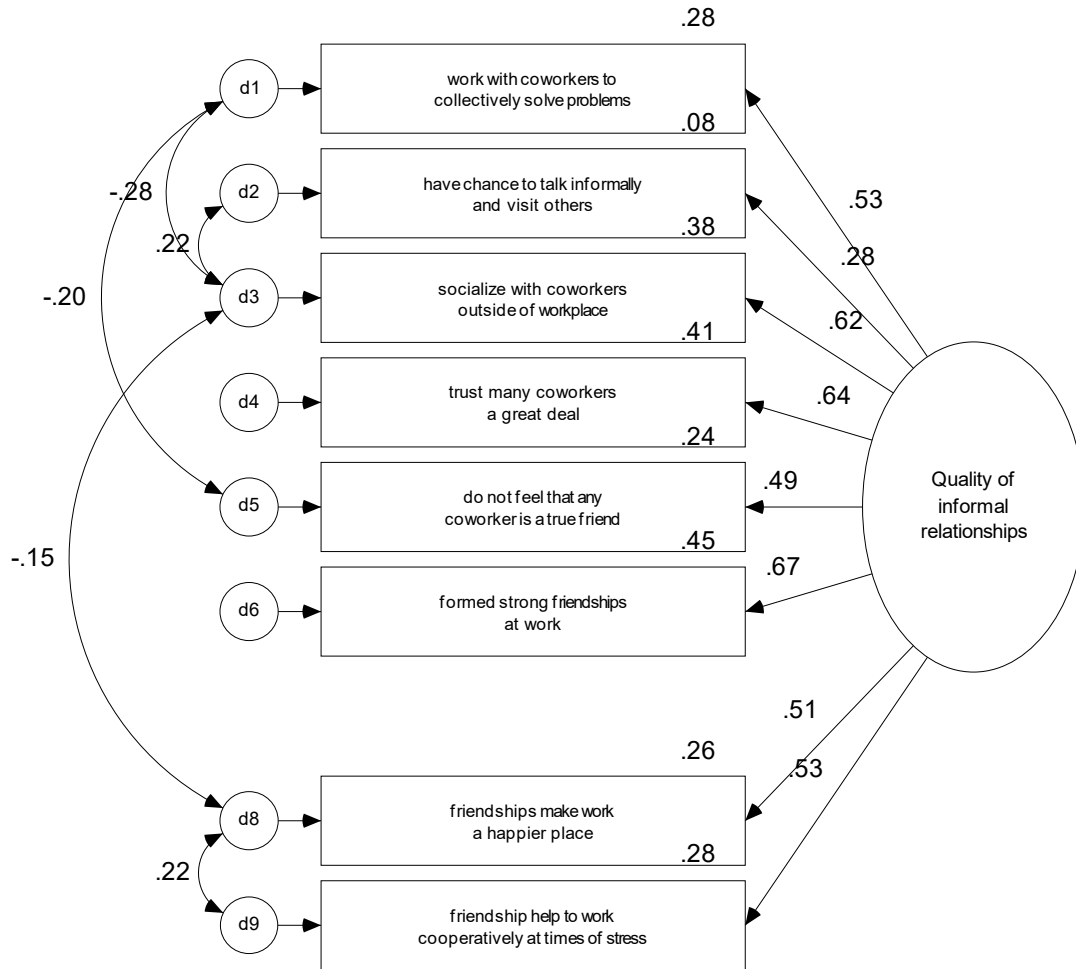 .28
d1
work with coworkers to
collectively solve problems
.08
-.28
d2
have chance to talk informally
and visit others
.53
.38
.22
.28
-.20
d3
socialize with coworkers
outside of workplace
.62
.41
d4
trust many coworkers
a great deal
.64
.24
d5
do not feel that any
coworker is a true friend
.49
Quality of
informal
relationships
.45
-.15
d6
formed strong friendships
at work
.67
.51
.26
.53
d8
friendships make work
a happier place
.28
.22
d9
friendship help to work
cooperatively at times of stress